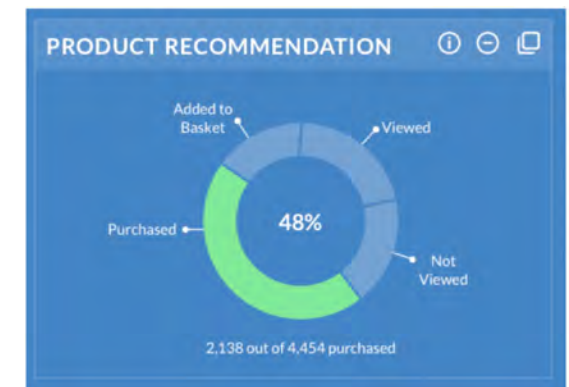 PRODUCT RECOMMENDATION
Added to
Basket
Viewed
Purchased
48%
Not
Viewed
2,138 out of 4,454 purchased